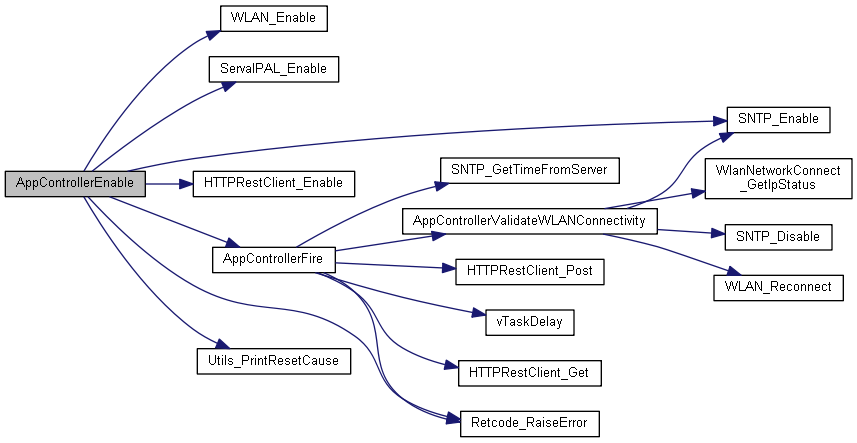 WLAN_Enable
ServalPAL_Enable
SNTP_Enable
SNTP_GetTimeFromServer
WlanNetworkConnect
_GetIpStatus
AppControllerEnable
HTTPRestClient_Enable
AppControllerValidateWLANConnectivity
SNTP_Disable
AppControllerFire
HTTPRestClient_Post
WLAN_Reconnect
vTaskDelay
Utils_PrintResetCause
HTTPRestClient_Get
Retcode_RaiseError